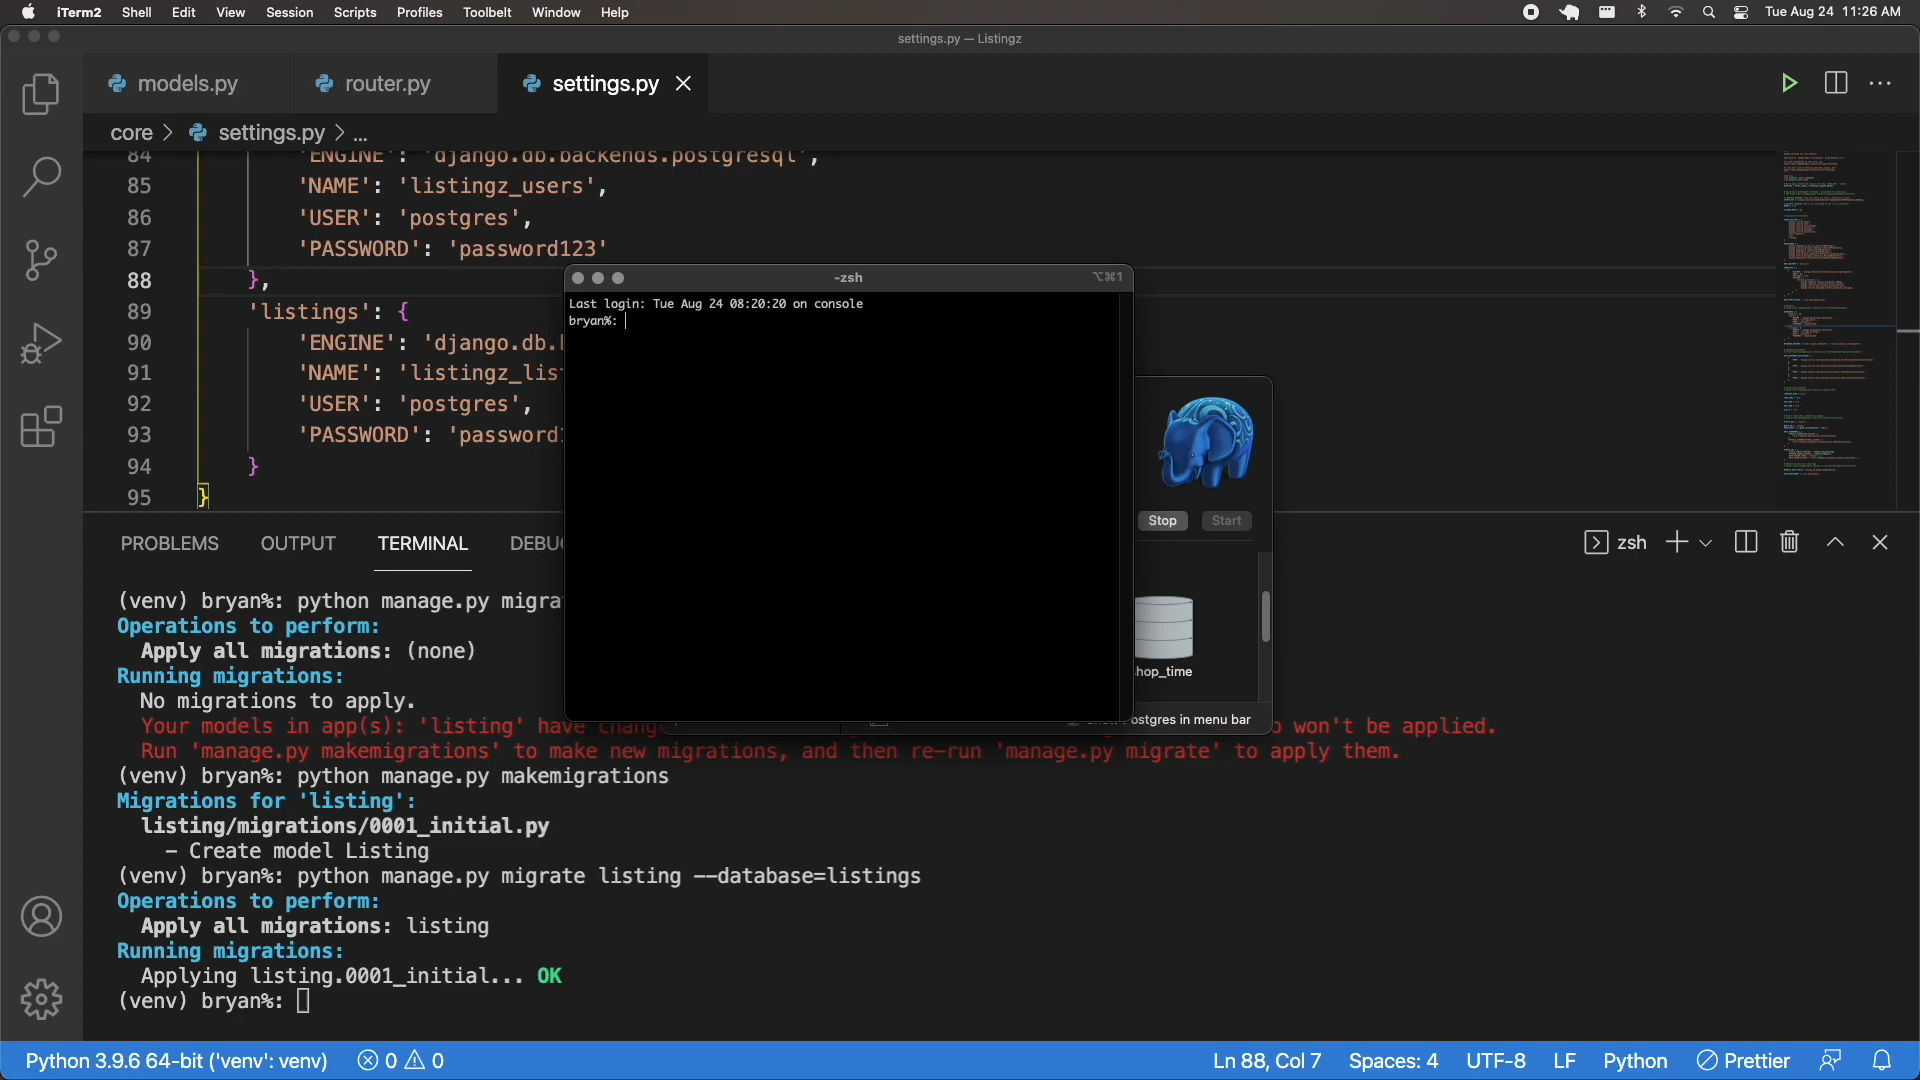 iTerm2 Shell Edit View Session Scripts Profiles Toolbelt Window Help Tue Aug 24 11:26 AM
settings.py — Listingz
models.py router.py settings.py
core > settings.py > ...
84 'ENGINE': 'django.db.backends.postgresql',
85 'NAME': 'listingz_users',
86 'USER': 'postgres',
87 'PASSWORD': 'password123'
88 },
89 'listings': {
90 'ENGINE': 'django.db.
91 'NAME': 'listingz_lis
92 'USER': 'postgres',
93 'PASSWORD': 'password
94 }
95 }
-zsh ⌥⌘1
Last login: Tue Aug 24 08:20:20 on console
bryan%:
Stop Start
hop_time
ostgres in menu bar
PROBLEMS OUTPUT TERMINAL DEBU zsh
(venv) bryan%: python manage.py migra
Operations to perform:
Apply all migrations: (none)
Running migrations:
No migrations to apply.
Your models in app(s): 'listing' have chang won't be applied.
Run 'manage.py makemigrations' to make new migrations, and then re-run 'manage.py migrate' to apply them.
(venv) bryan%: python manage.py makemigrations
Migrations for 'listing':
listing/migrations/0001_initial.py
- Create model Listing
(venv) bryan%: python manage.py migrate listing --database=listings
Operations to perform:
Apply all migrations: listing
Running migrations:
Applying listing.0001_initial... OK
(venv) bryan%:
Python 3.9.6 64-bit ('venv': venv) 0 0 Ln 88, Col 7 Spaces: 4 UTF-8 LF Python Prettier